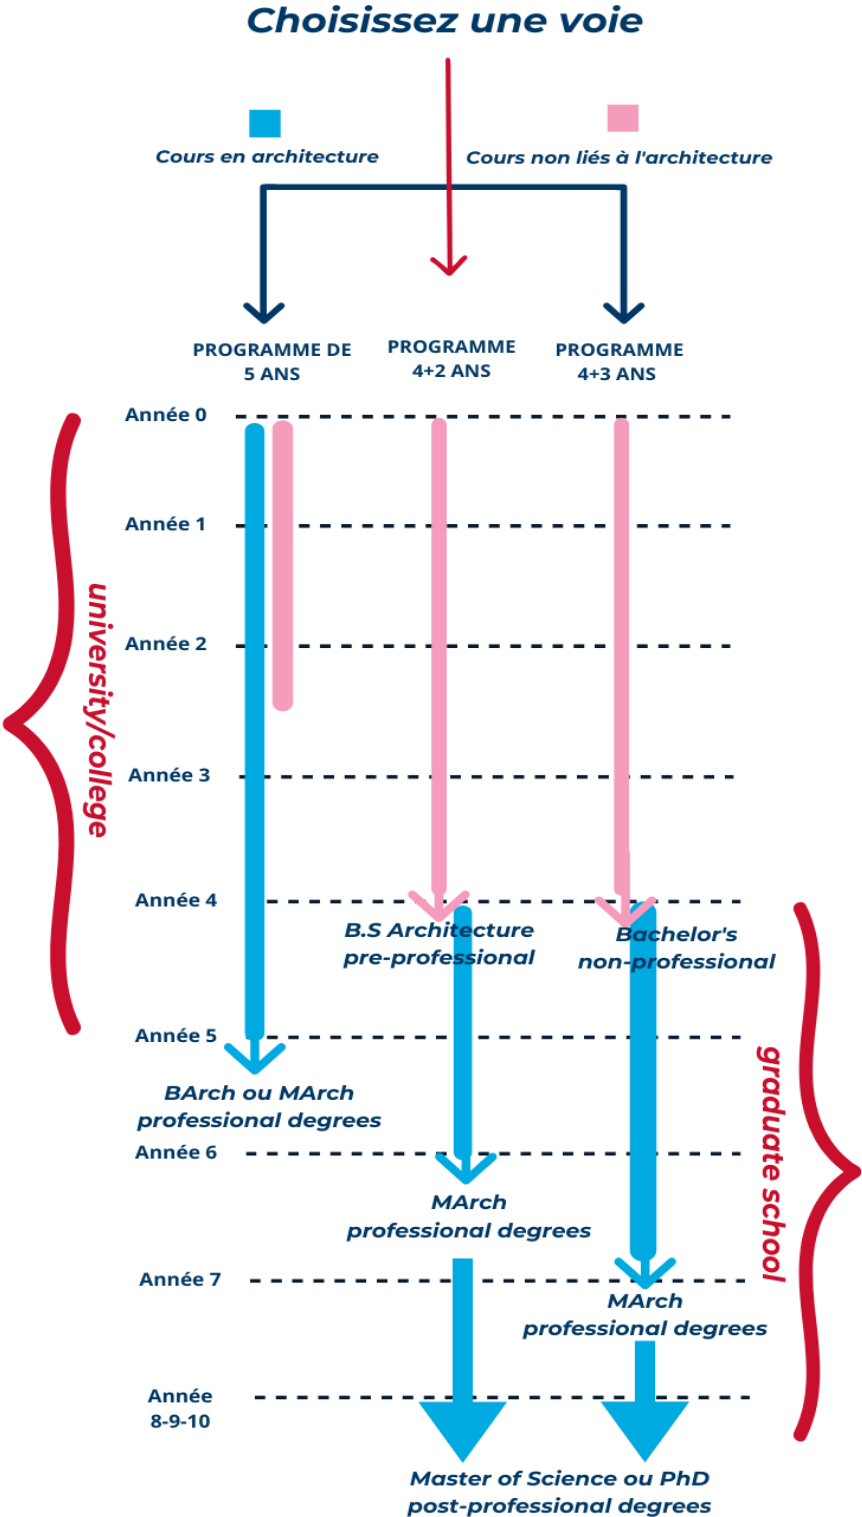 Choisissez une voie
Cours en architecture
Cours non liés à l'architecture
PROGRAMME DE
5 ANS
PROGRAMME
4+2 ANS
PROGRAMME
4+3 ANS
Année 0
Année 1
university/college
Année 2
Année 3
Année 4
B.S Architecture
pre-professional
Bachelor's
non-professional
Année 5
graduate school
BArch ou MArch
professional degrees
Année 6
MArch
professional degrees
Année 7
MArch
professional degrees
Année
8-9-10
Master of Science ou PhD
post-professional degrees